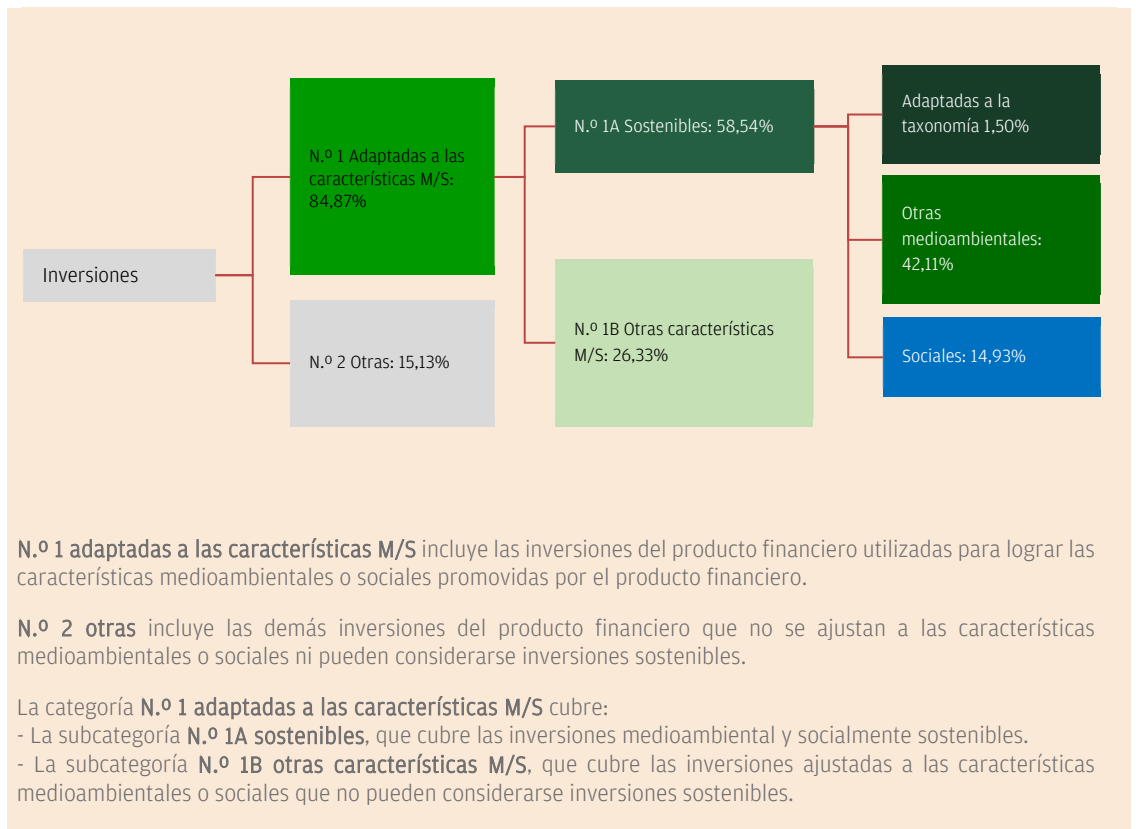 Inversiones
N.º 1 Adaptadas a las
características M/S:
84,87%
N.º 2 Otras: 15,13%
N.º 1A Sostenibles: 58,54%
N.º 1B Otras características
M/S: 26,33%
Adaptadas a la
taxonomía 1,50%
Otras
medioambientales:
42,11%
Sociales: 14,93%
N.º 1 adaptadas a las características M/S incluye las inversiones del producto financiero utilizadas para lograr las
características medioambientales o sociales promovidas por el producto financiero.
N.º 2 otras incluye las demás inversiones del producto financiero que no se ajustan a las características
medioambientales o sociales ni pueden considerarse inversiones sostenibles.
La categoría N.º 1 adaptadas a las características M/S cubre:
- La subcategoría N.º 1A sostenibles, que cubre las inversiones medioambiental y socialmente sostenibles.
- La subcategoría N.º 1B otras características M/S, que cubre las inversiones ajustadas a las características
medioambientales o sociales que no pueden considerarse inversiones sostenibles.